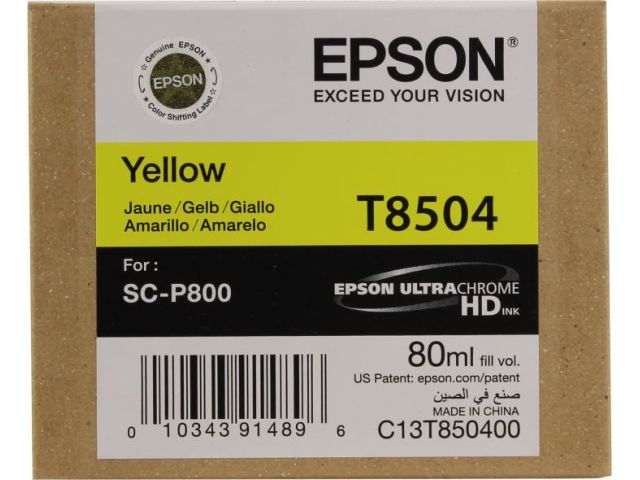 Genuine EPSON
EPSON
Color Shifting Label
EPSON®
EXCEED YOUR VISION
Yellow
Jaune/Gelb/Giallo
Amarillo/Amarelo
T8504
For :
SC-P800
EPSON ULTRACHROME
HD INK
80ml fill vol.
US Patent: epson.com/patent
صنع في الصين
MADE IN CHINA
C13T850400
0 10343 91489 6